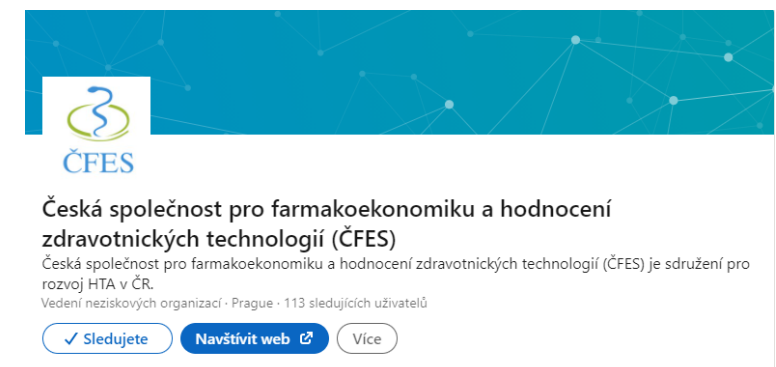 ČFES
Česká společnost pro farmakoekonomiku a hodnocení
zdravotnických technologií (ČFES)
Česká společnost pro farmakoekonomiku a hodnocení zdravotnických technologií (ČFES) je sdružení pro
rozvoj HTA v ČR.
Vedení neziskových organizací · Prague · 113 sledujících uživatelů
Sledujete Navštívit web Více